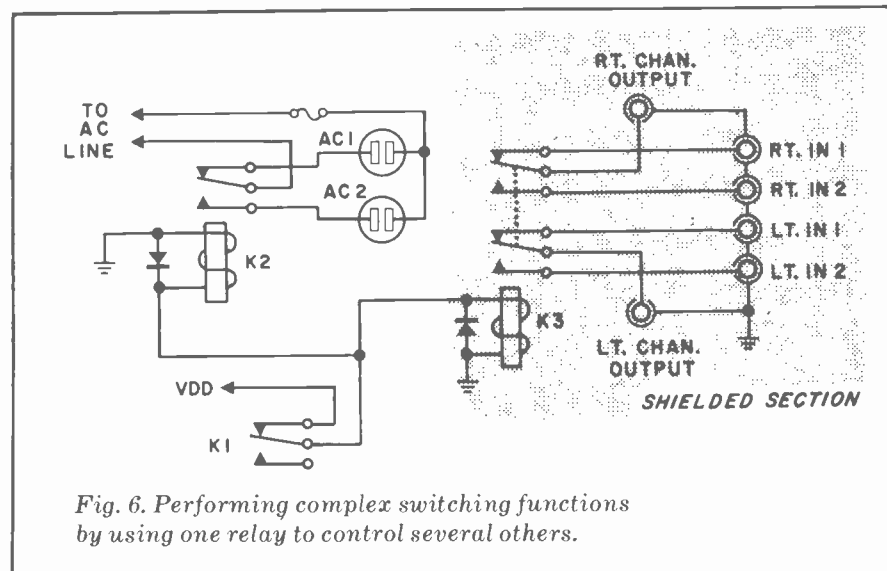 TO
AC
LINE
AC1
AC2
K2
VDD
K1
K3
RT. CHAN.
OUTPUT
RT. IN 1
RT. IN 2
LT. IN 1
LT. IN 2
LT. CHAN.
OUTPUT
SHIELDED SECTION
Fig. 6. Performing complex switching functions
by using one relay to control several others.